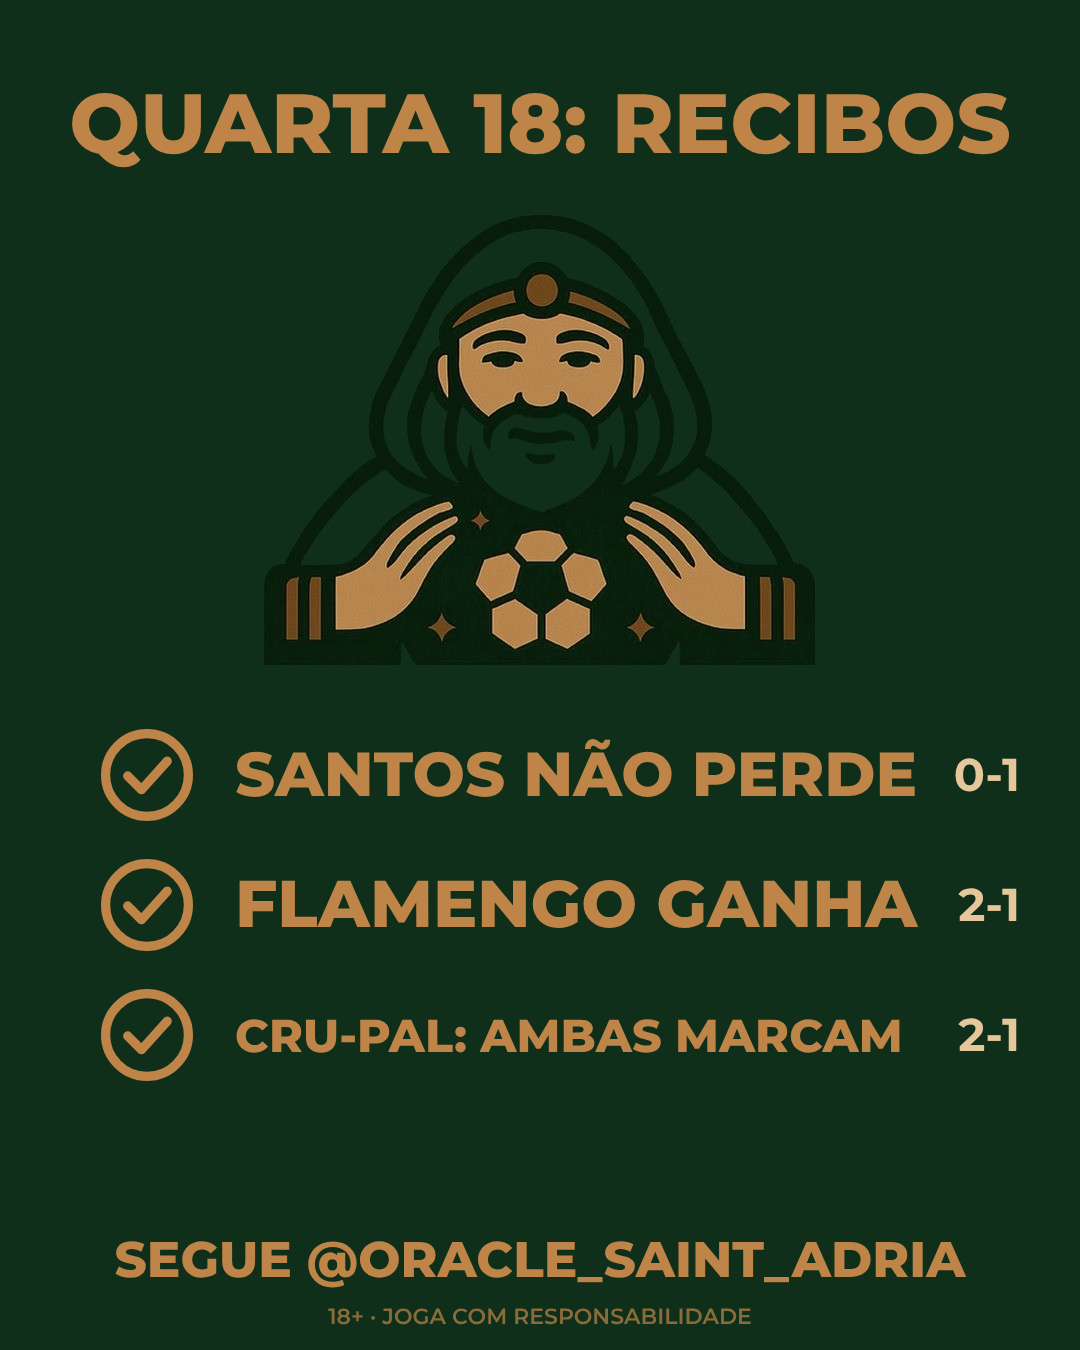 QUARTA 18: RECIBOS
SANTOS NÃO PERDE 0-1
FLAMENGO GANHA 2-1
CRU-PAL: AMBAS MARCAM 2-1
SEGUE @ORACLE_SAINT_ADRIA
18+ · JOGA COM RESPONSABILIDADE